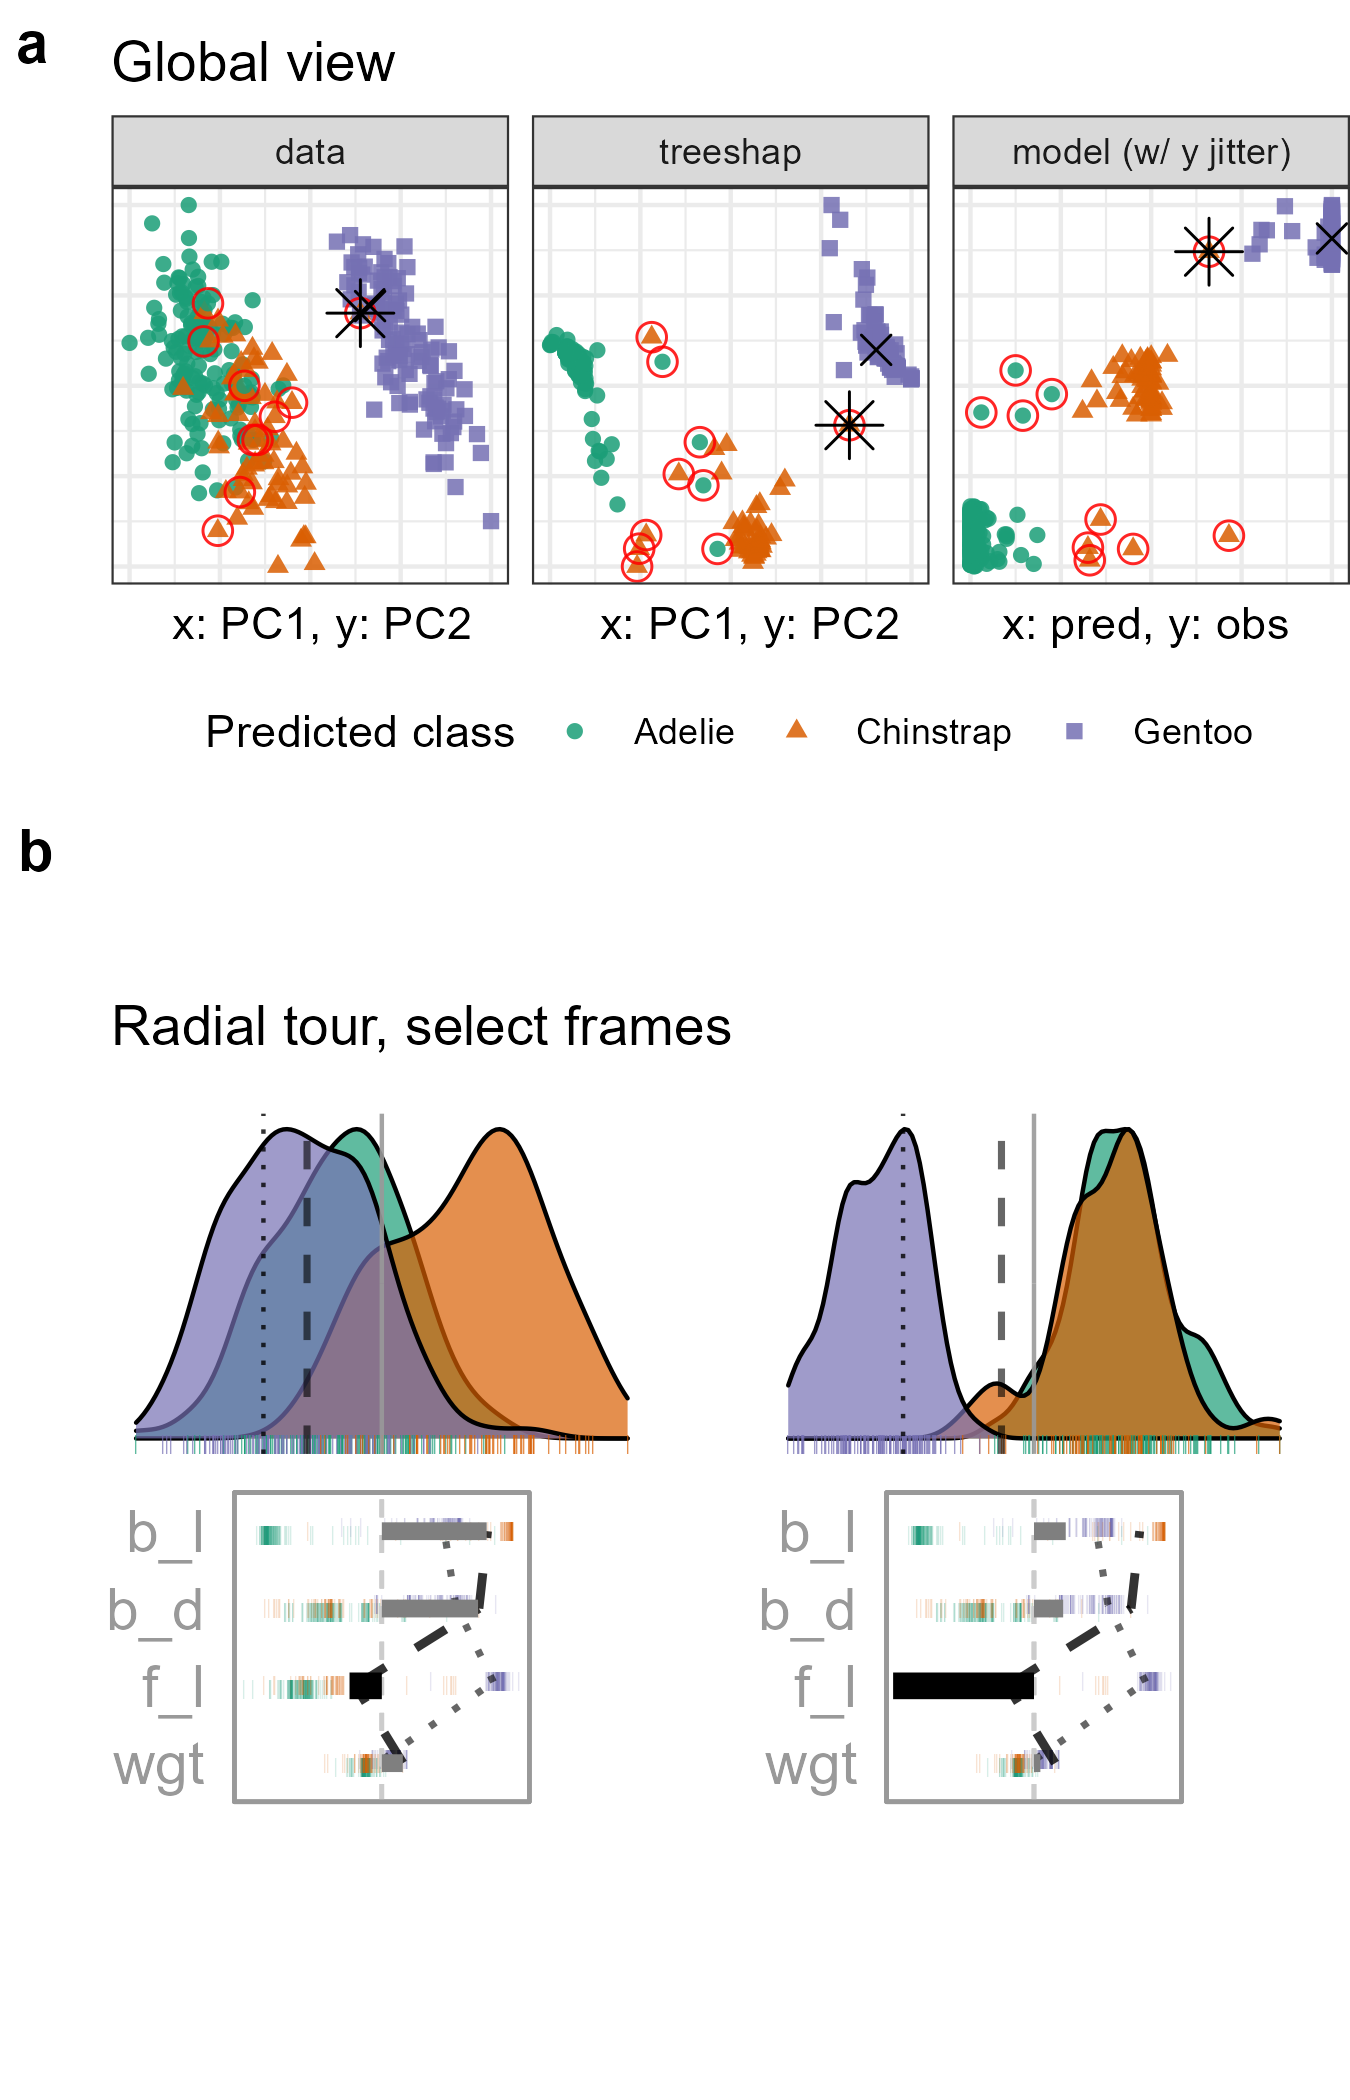 a
Global view
data
treeshap
model (w/ y jitter)
x: PC1, y: PC2
x: PC1, y: PC2
x: pred, y: obs
Predicted class
Adelie
Chinstrap
Gentoo
b
Radial tour, select frames
b_l
b_d
f_l
wgt
b_l
b_d
f_l
wgt